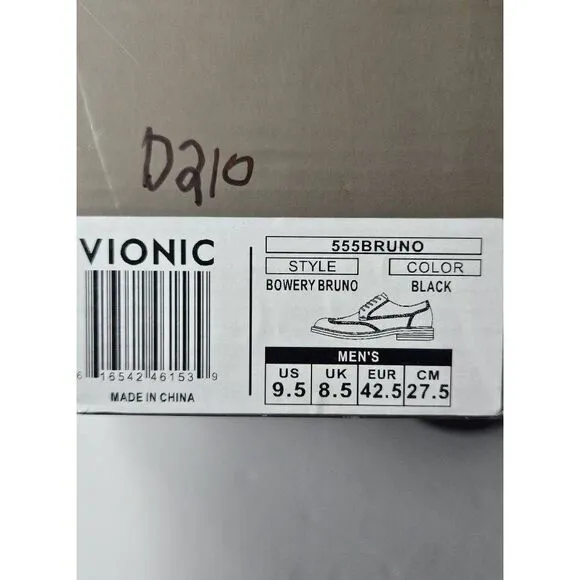 D210
VIONIC
6 16542 46153 9
MADE IN CHINA
555BRUNO
STYLE COLOR
BOWERY BRUNO BLACK
MEN'S
US UK EUR CM
9.5 8.5 42.5 27.5